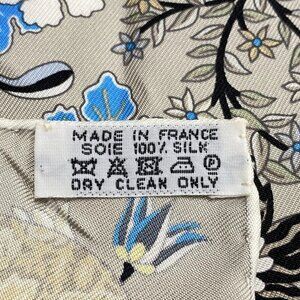 MADE IN FRANCE
SOIE 100% SILK
P
DRY CLEAN ONLY